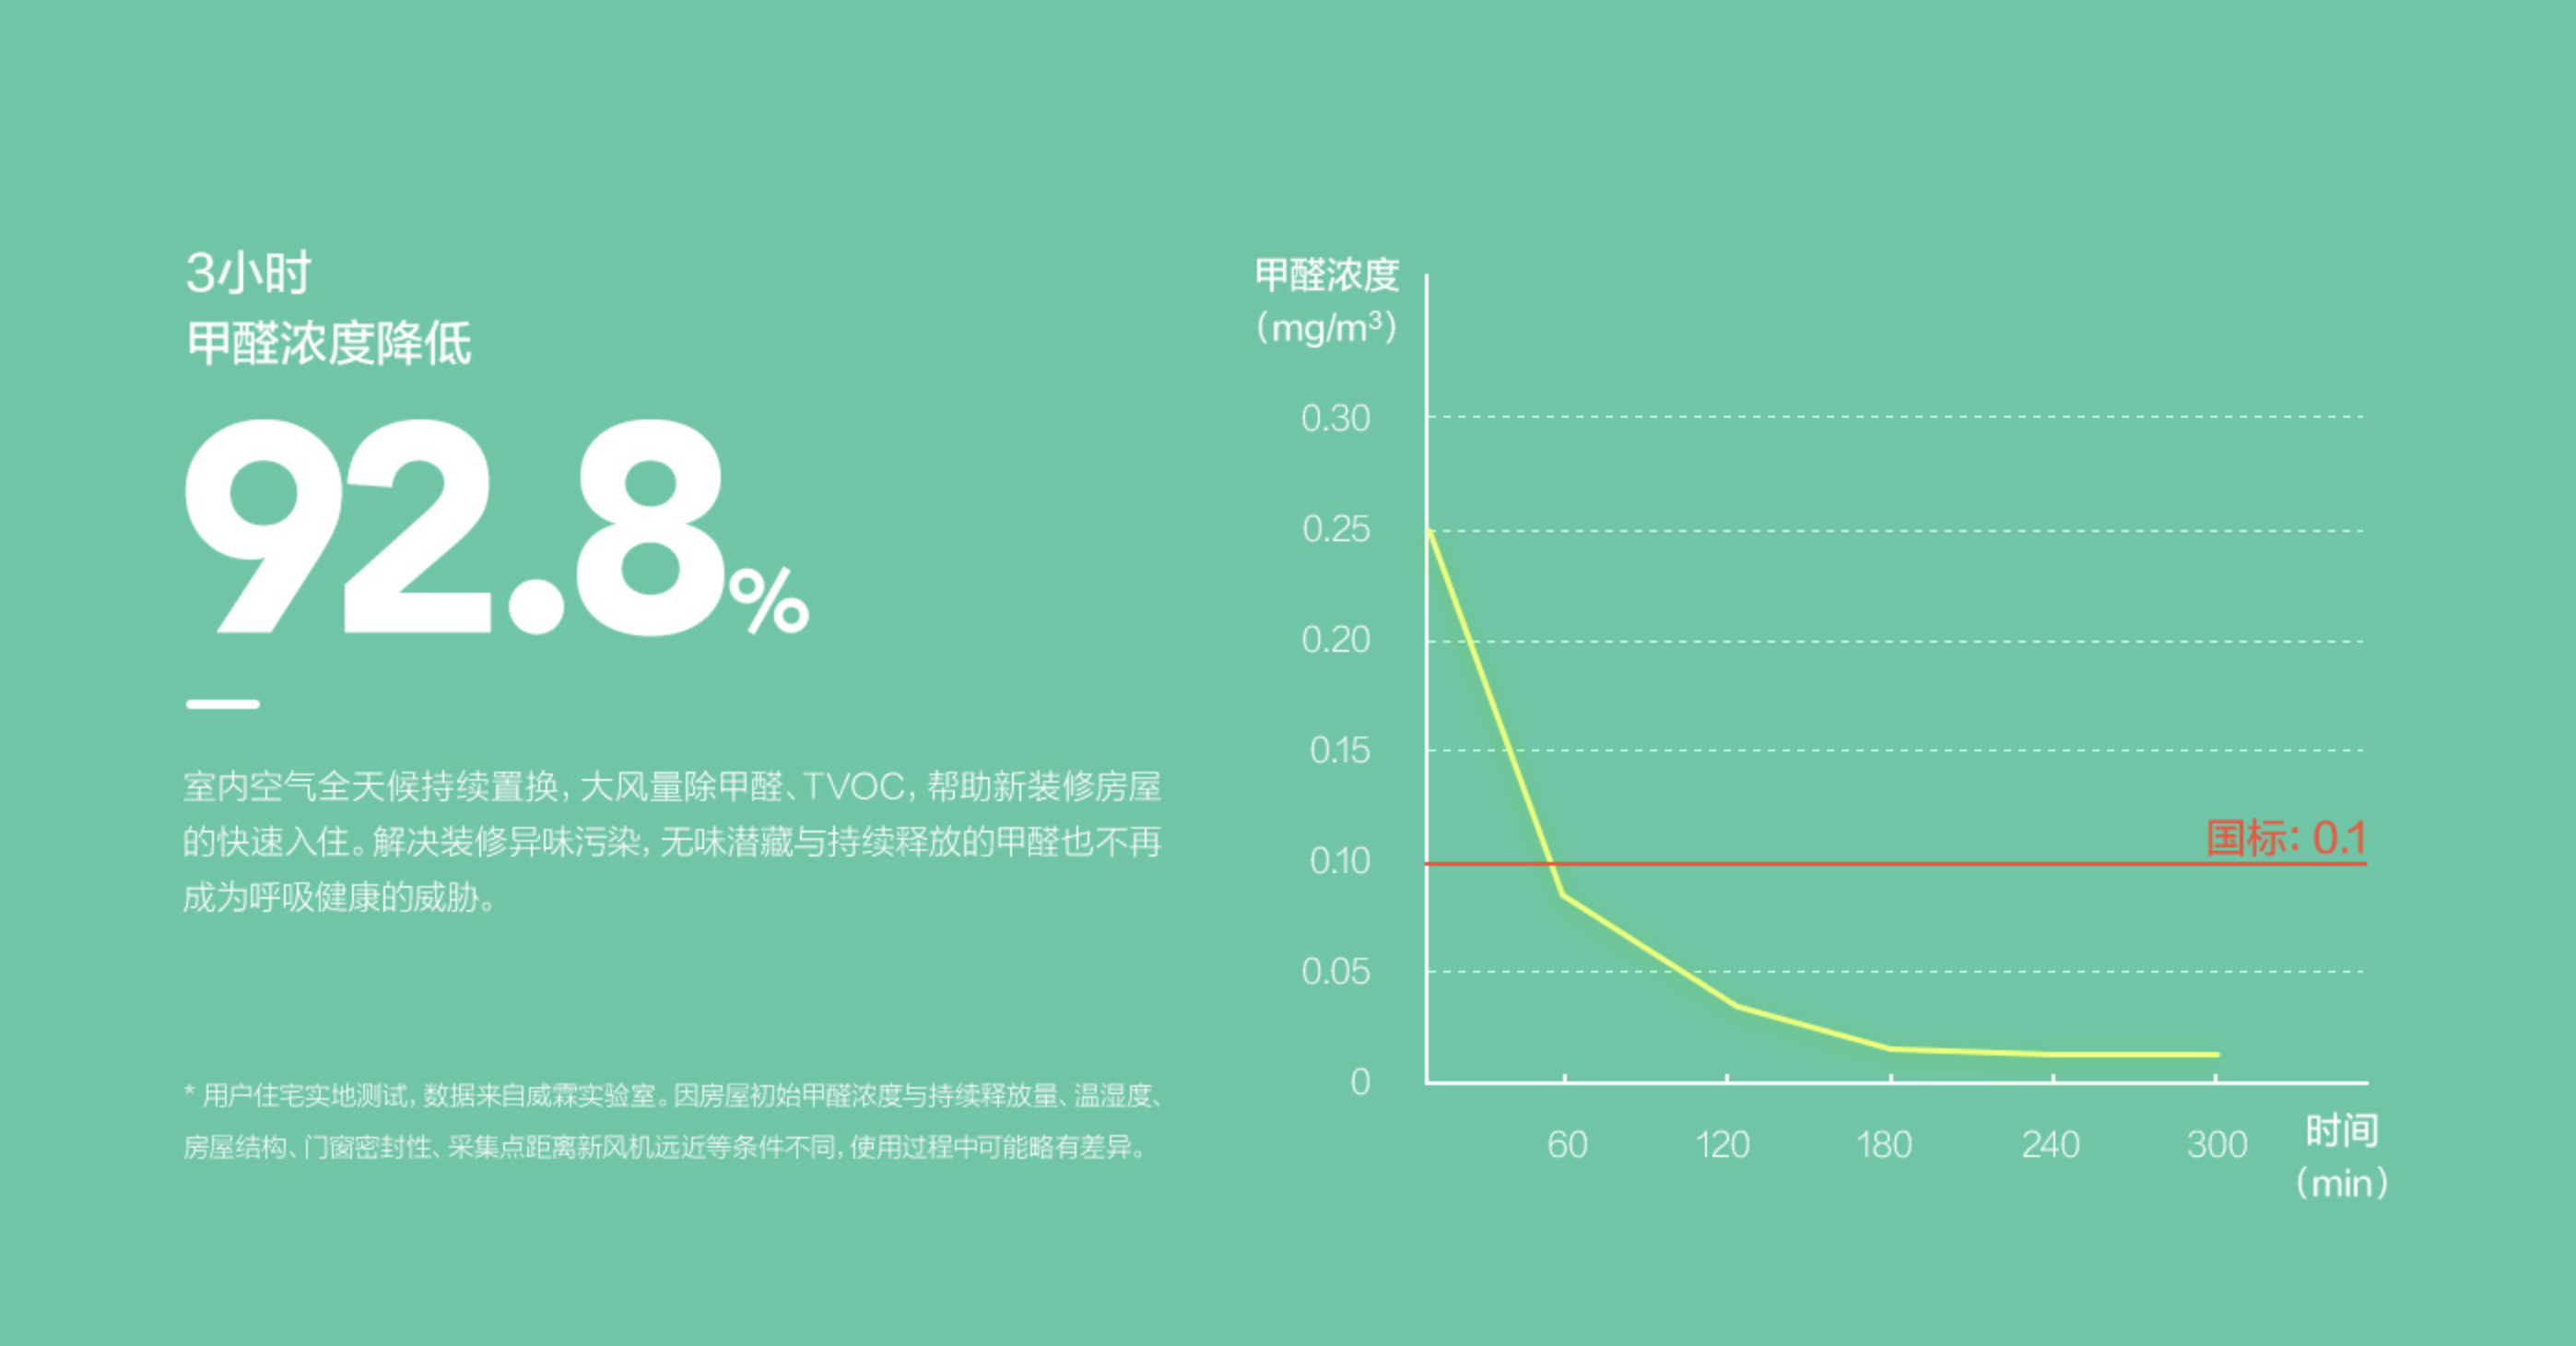 3小时
甲醛浓度降低
92.8%
室内空气全天候持续置换，大风量除甲醛、TVOC，帮助新装修房屋
的快速入住。解决装修异味污染，无味潜藏与持续释放的甲醛也不再
成为呼吸健康的威胁。
* 用户住宅实地测试，数据来自威霖实验室。因房屋初始甲醛浓度与持续释放量、温湿度、
房屋结构、门窗密封性、采集点距离新风机远近等条件不同，使用过程中可能略有差异。
甲醛浓度
（mg/m³）
0.30
0.25
0.20
0.15
国标：0.1
0.10
0.05
0
60 120 180 240 300
时间
（min）